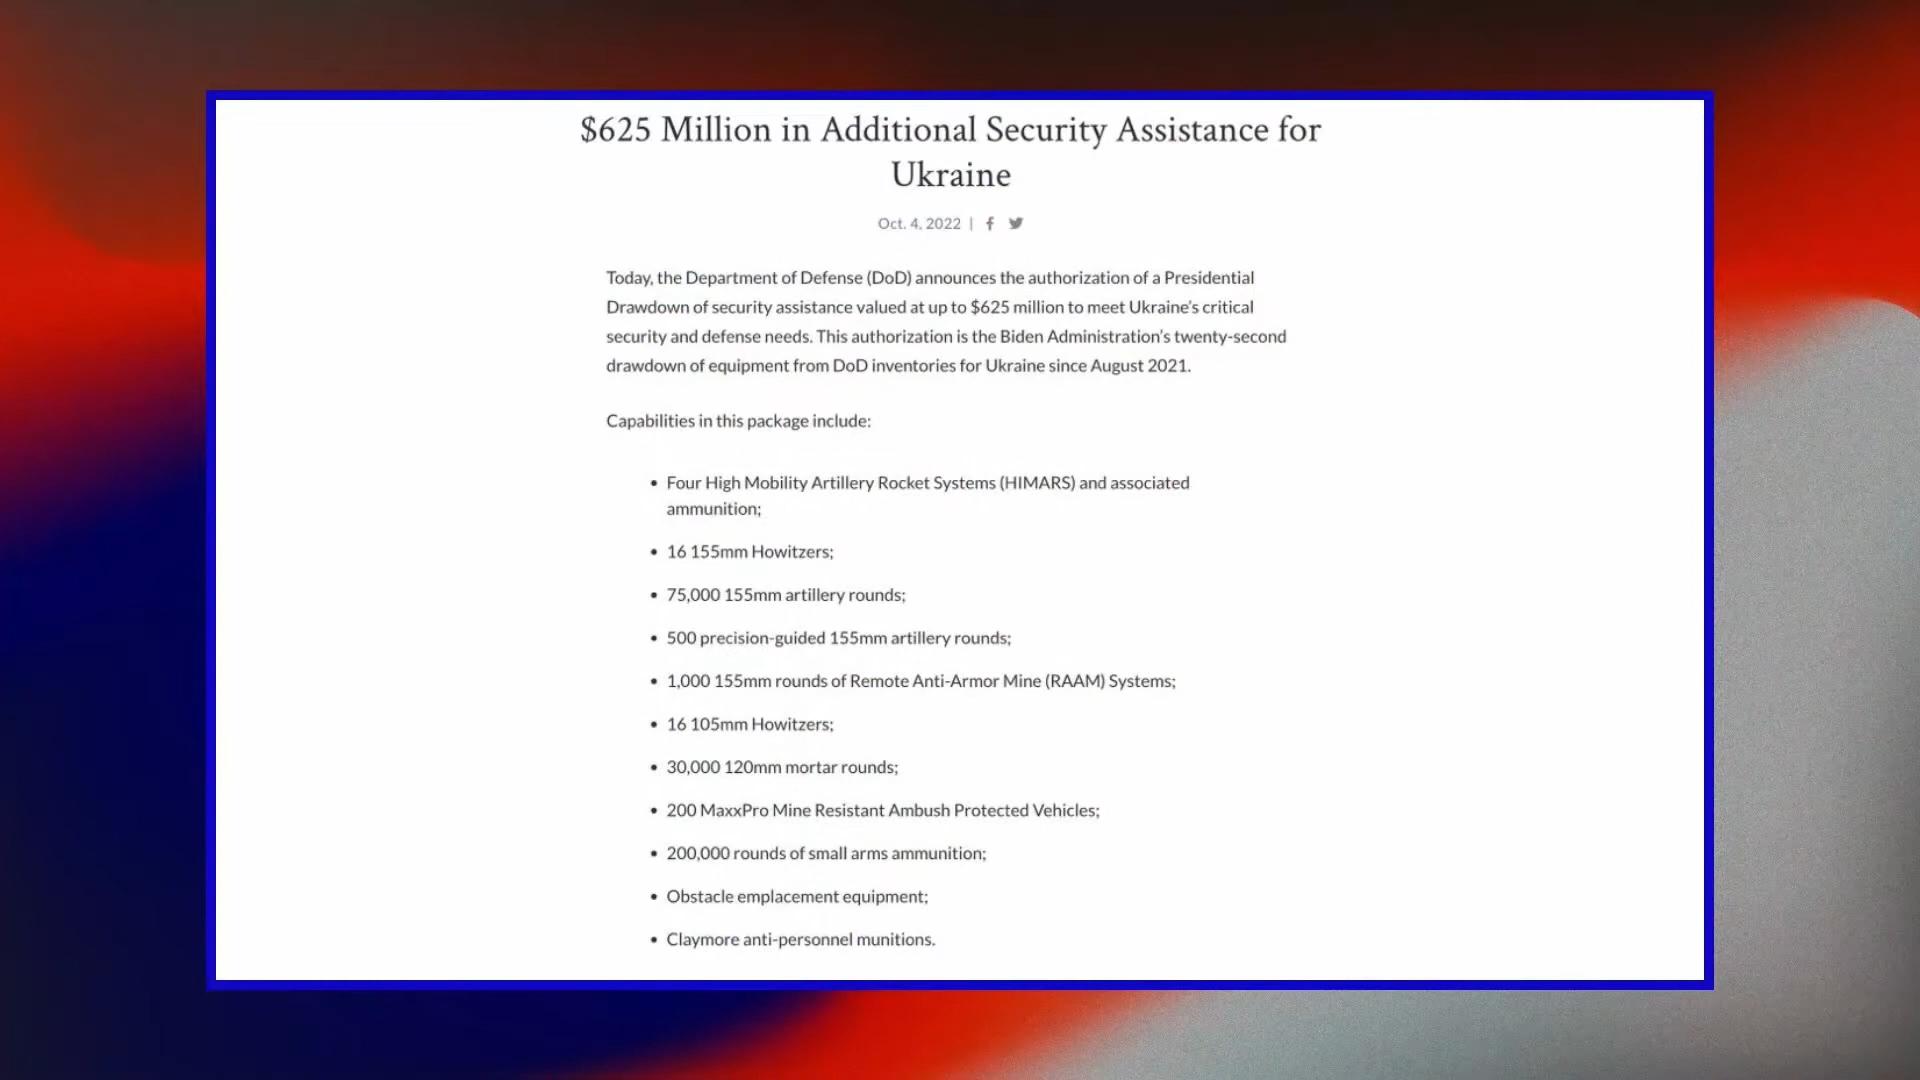 $625 Million in Additional Security Assistance for
Ukraine
Oct. 4, 2022 |
Today, the Department of Defense (DoD) announces the authorization of a Presidential
Drawdown of security assistance valued at up to $625 million to meet Ukraine’s critical
security and defense needs. This authorization is the Biden Administration’s twenty-second
drawdown of equipment from DoD inventories for Ukraine since August 2021.
Capabilities in this package include:
• Four High Mobility Artillery Rocket Systems (HIMARS) and associated
ammunition;
• 16 155mm Howitzers;
• 75,000 155mm artillery rounds;
• 500 precision-guided 155mm artillery rounds;
• 1,000 155mm rounds of Remote Anti-Armor Mine (RAAM) Systems;
• 16 105mm Howitzers;
• 30,000 120mm mortar rounds;
• 200 MaxxPro Mine Resistant Ambush Protected Vehicles;
• 200,000 rounds of small arms ammunition;
• Obstacle emplacement equipment;
• Claymore anti-personnel munitions.